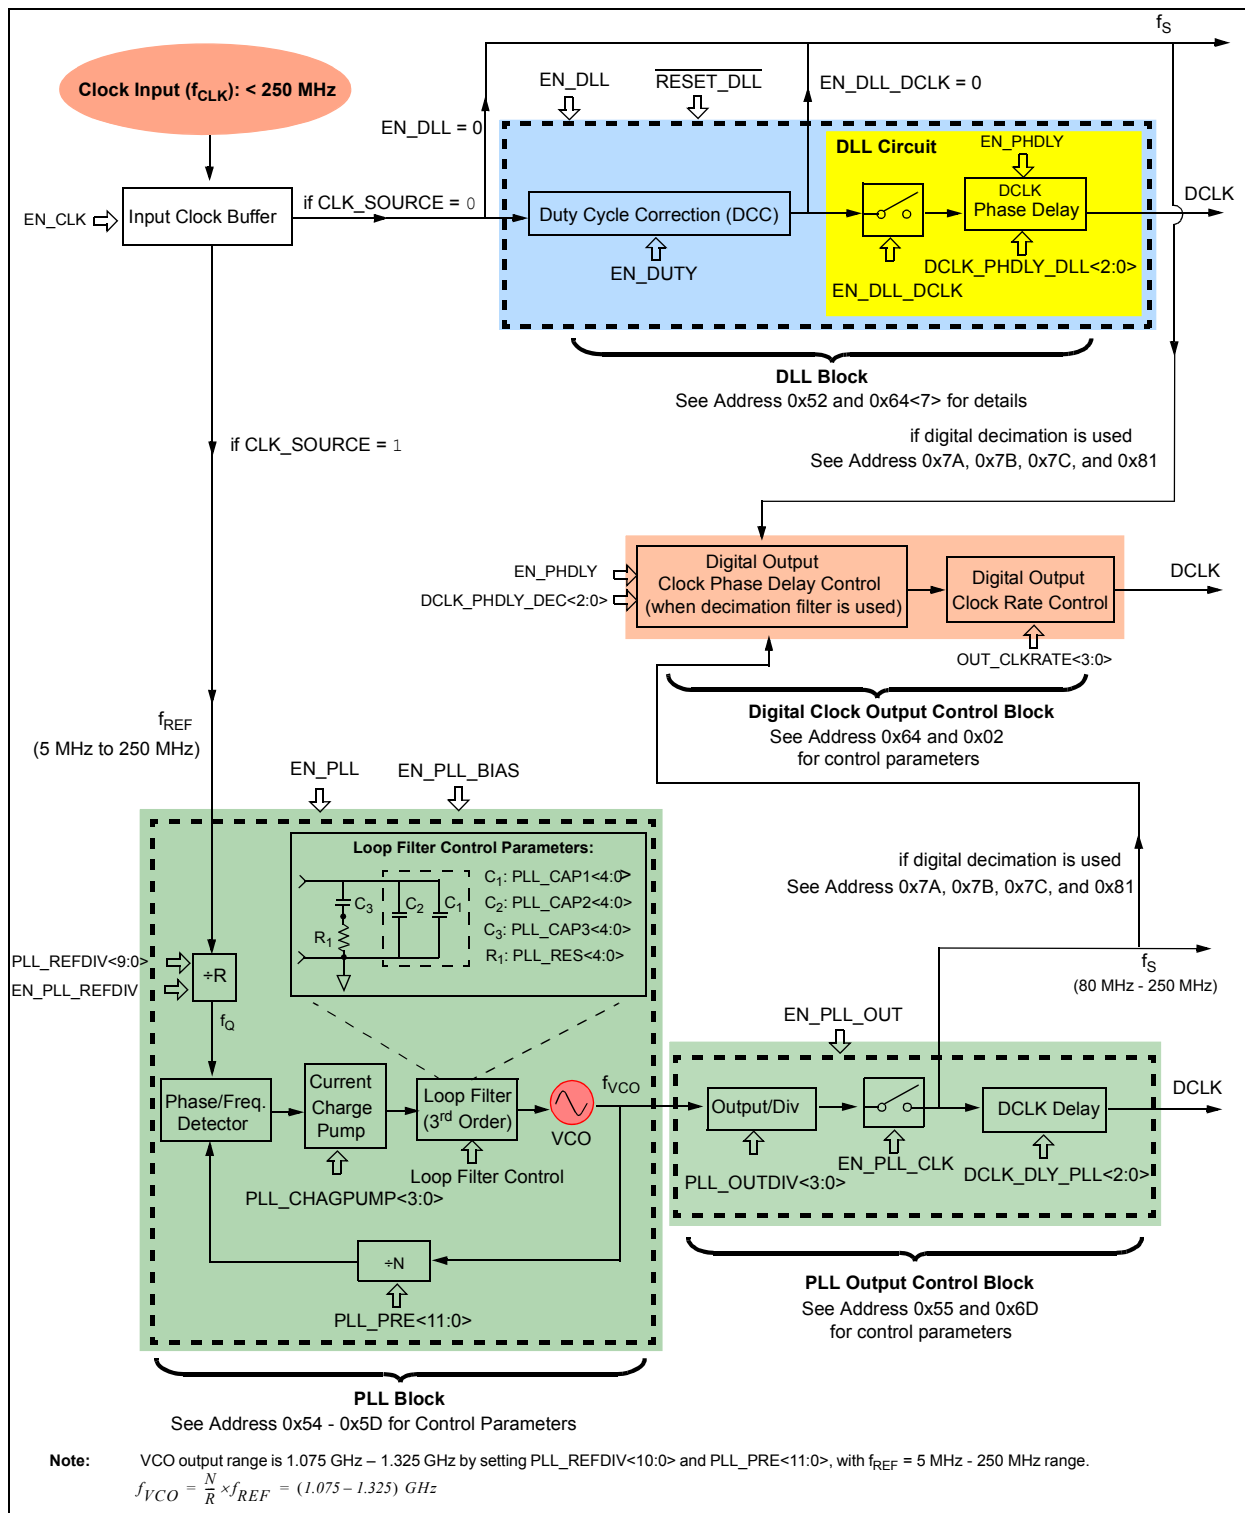 f_S
Clock Input (f_CLK): < 250 MHz
EN_DLL
RESET_DLL
EN_DLL_DCLK = 0
EN_DLL = 0
DLL Circuit
EN_PHDLY
EN_CLK
Input Clock Buffer
if CLK_SOURCE = 0
Duty Cycle Correction (DCC)
DCLK
Phase Delay
DCLK
EN_DUTY
EN_DLL_DCLK
DCLK_PHDLY_DLL<2:0>
DLL Block
See Address 0x52 and 0x64<7> for details
if CLK_SOURCE = 1
if digital decimation is used
See Address 0x7A, 0x7B, 0x7C, and 0x81
EN_PHDLY
DCLK_PHDLY_DEC<2:0>
Digital Output
Clock Phase Delay Control
(when decimation filter is used)
Digital Output
Clock Rate Control
DCLK
OUT_CLKRATE<3:0>
Digital Clock Output Control Block
See Address 0x64 and 0x02
for control parameters
f_REF
(5 MHz to 250 MHz)
EN_PLL
EN_PLL_BIAS
Loop Filter Control Parameters:
C3
R1
C2
C1
C1: PLL_CAP1<4:0>
C2: PLL_CAP2<4:0>
C3: PLL_CAP3<4:0>
R1: PLL_RES<4:0>
if digital decimation is used
See Address 0x7A, 0x7B, 0x7C, and 0x81
PLL_REFDIV<9:0>
EN_PLL_REFDIV
÷R
f_Q
f_S
(80 MHz - 250 MHz)
EN_PLL_OUT
Phase/Freq.
Detector
Current
Charge
Pump
Loop Filter
(3rd Order)
f_VCO
VCO
Output/Div
DCLK Delay
DCLK
Loop Filter Control
PLL_CHAGPUMP<3:0>
PLL_OUTDIV<3:0>
EN_PLL_CLK
DCLK_DLY_PLL<2:0>
÷N
PLL_PRE<11:0>
PLL Output Control Block
See Address 0x55 and 0x6D
for control parameters
PLL Block
See Address 0x54 - 0x5D for Control Parameters
Note: VCO output range is 1.075 GHz – 1.325 GHz by setting PLL_REFDIV<10:0> and PLL_PRE<11:0>, with f_REF = 5 MHz - 250 MHz range.
f_VCO = N/R × f_REF = (1.075 – 1.325) GHz